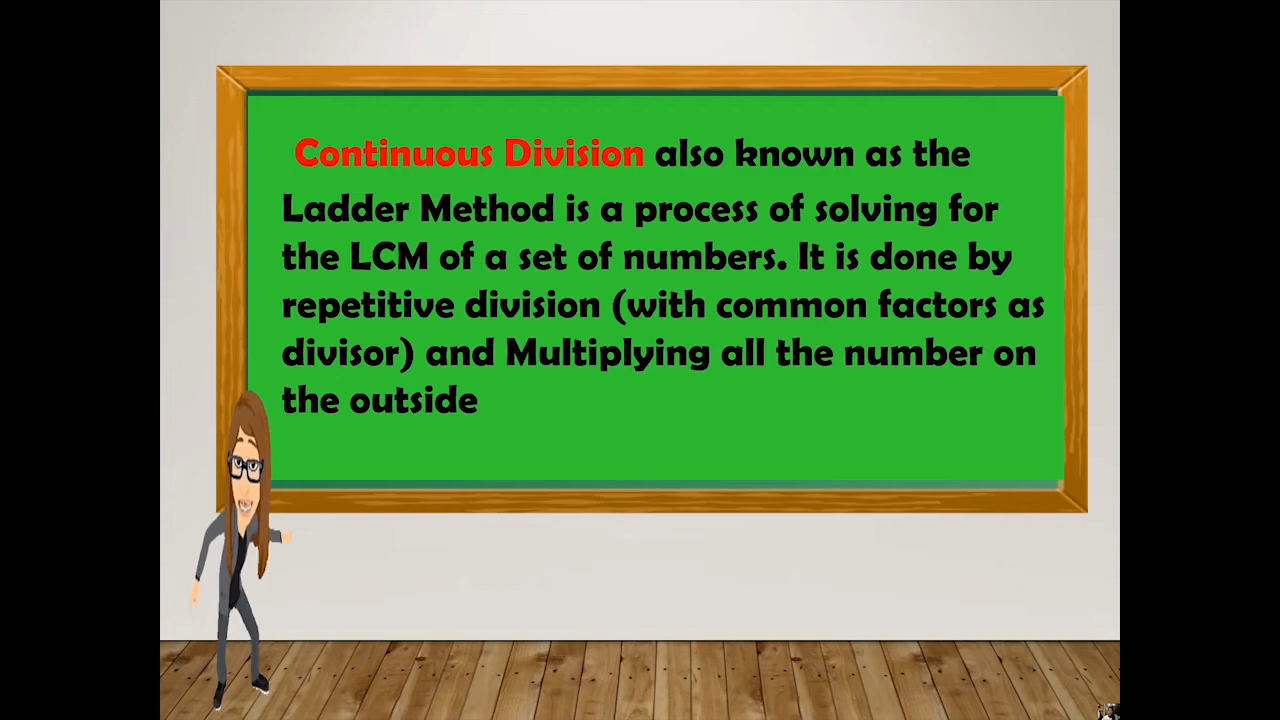 Continuous Division also known as the
Ladder Method is a process of solving for
the LCM of a set of numbers. It is done by
repetitive division (with common factors as
divisor) and Multiplying all the number on
the outside